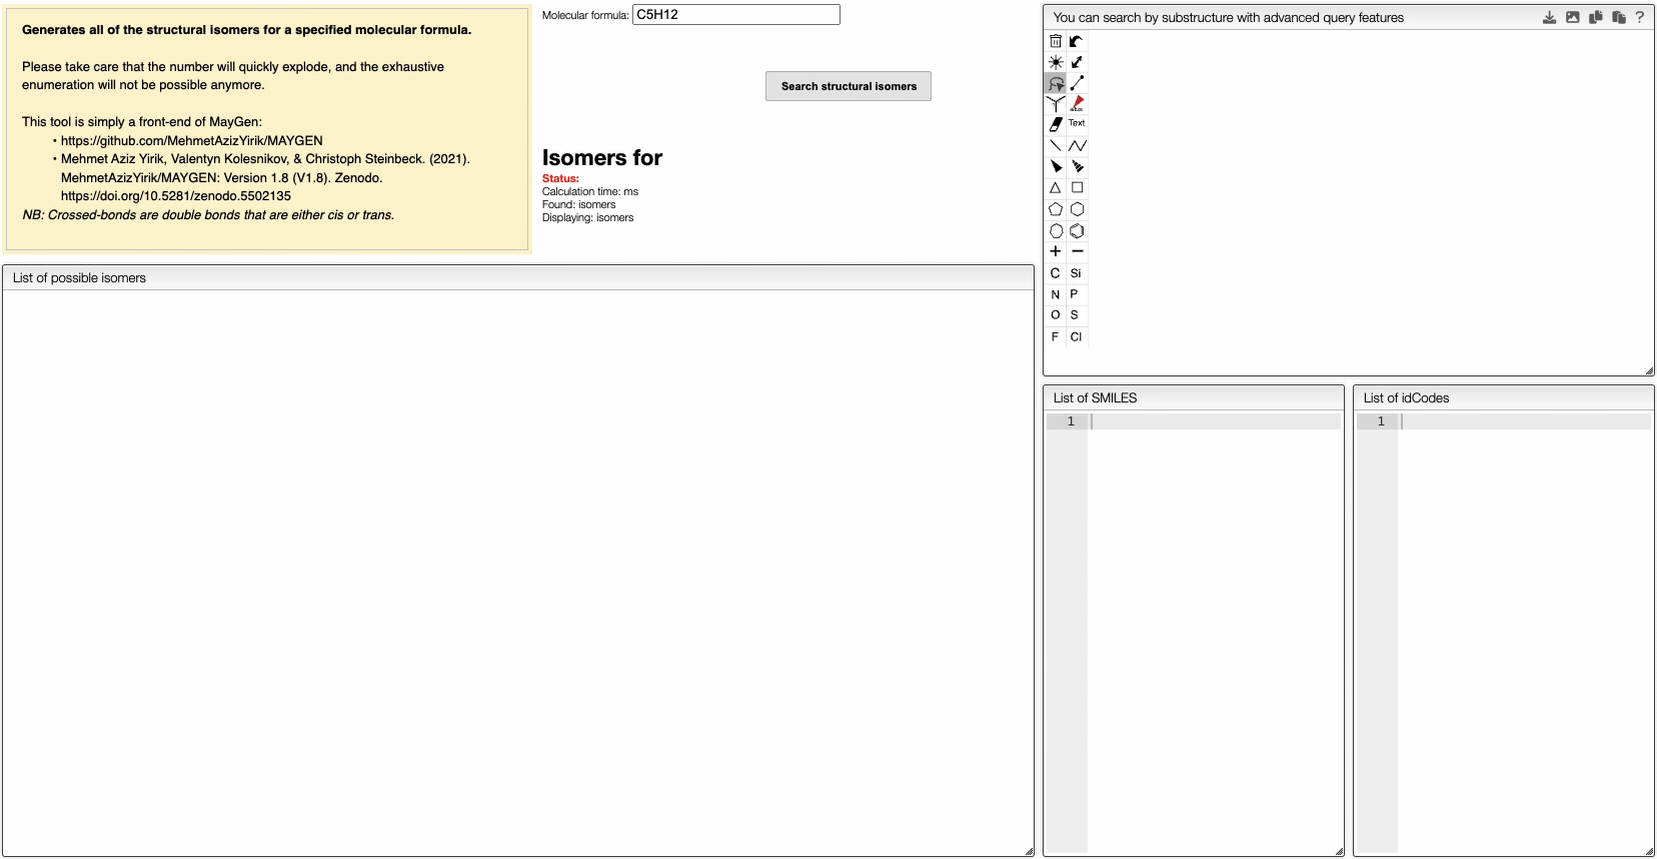 Generates all of the structural isomers for a specified molecular formula.
Please take care that the number will quickly explode, and the exhaustive
enumeration will not be possible anymore.
This tool is simply a front-end of MayGen:
• https://github.com/MehmetAzizYirik/MAYGEN
• Mehmet Aziz Yirik, Valentyn Kolesnikov, & Christoph Steinbeck. (2021).
MehmetAzizYirik/MAYGEN: Version 1.8 (V1.8). Zenodo.
https://doi.org/10.5281/zenodo.5502135
NB: Crossed-bonds are double bonds that are either cis or trans.
Molecular formula: C5H12
Search structural isomers
Isomers for
Status:
Calculation time: ms
Found: isomers
Displaying: isomers
List of possible isomers
You can search by substructure with advanced query features
?
Text
+ −
C Si
N P
O S
F Cl
List of SMILES
1
List of idCodes
1